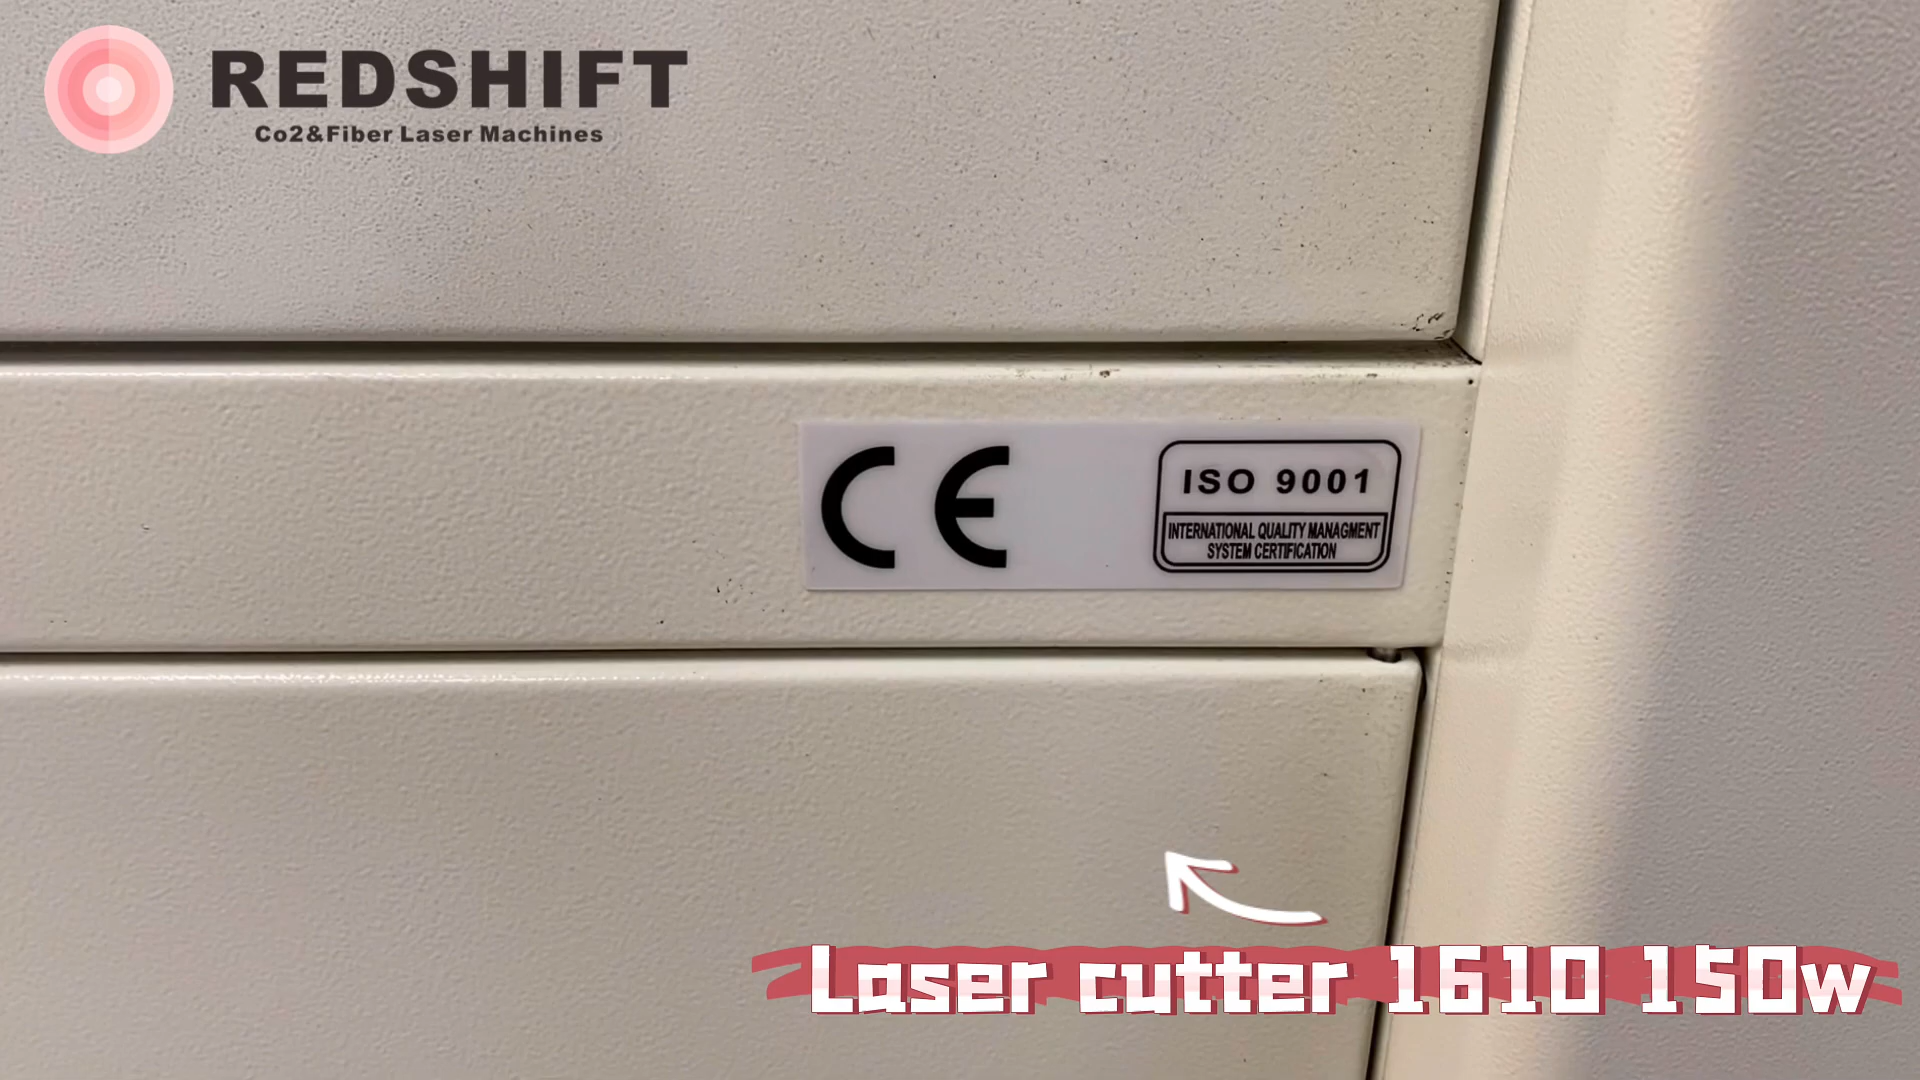 REDSHIFT
Co2&Fiber Laser Machines
CE
ISO 9001
INTERNATIONAL QUALITY MANAGMENT
SYSTEM CERTIFICATION
Laser cutter 1610 150w